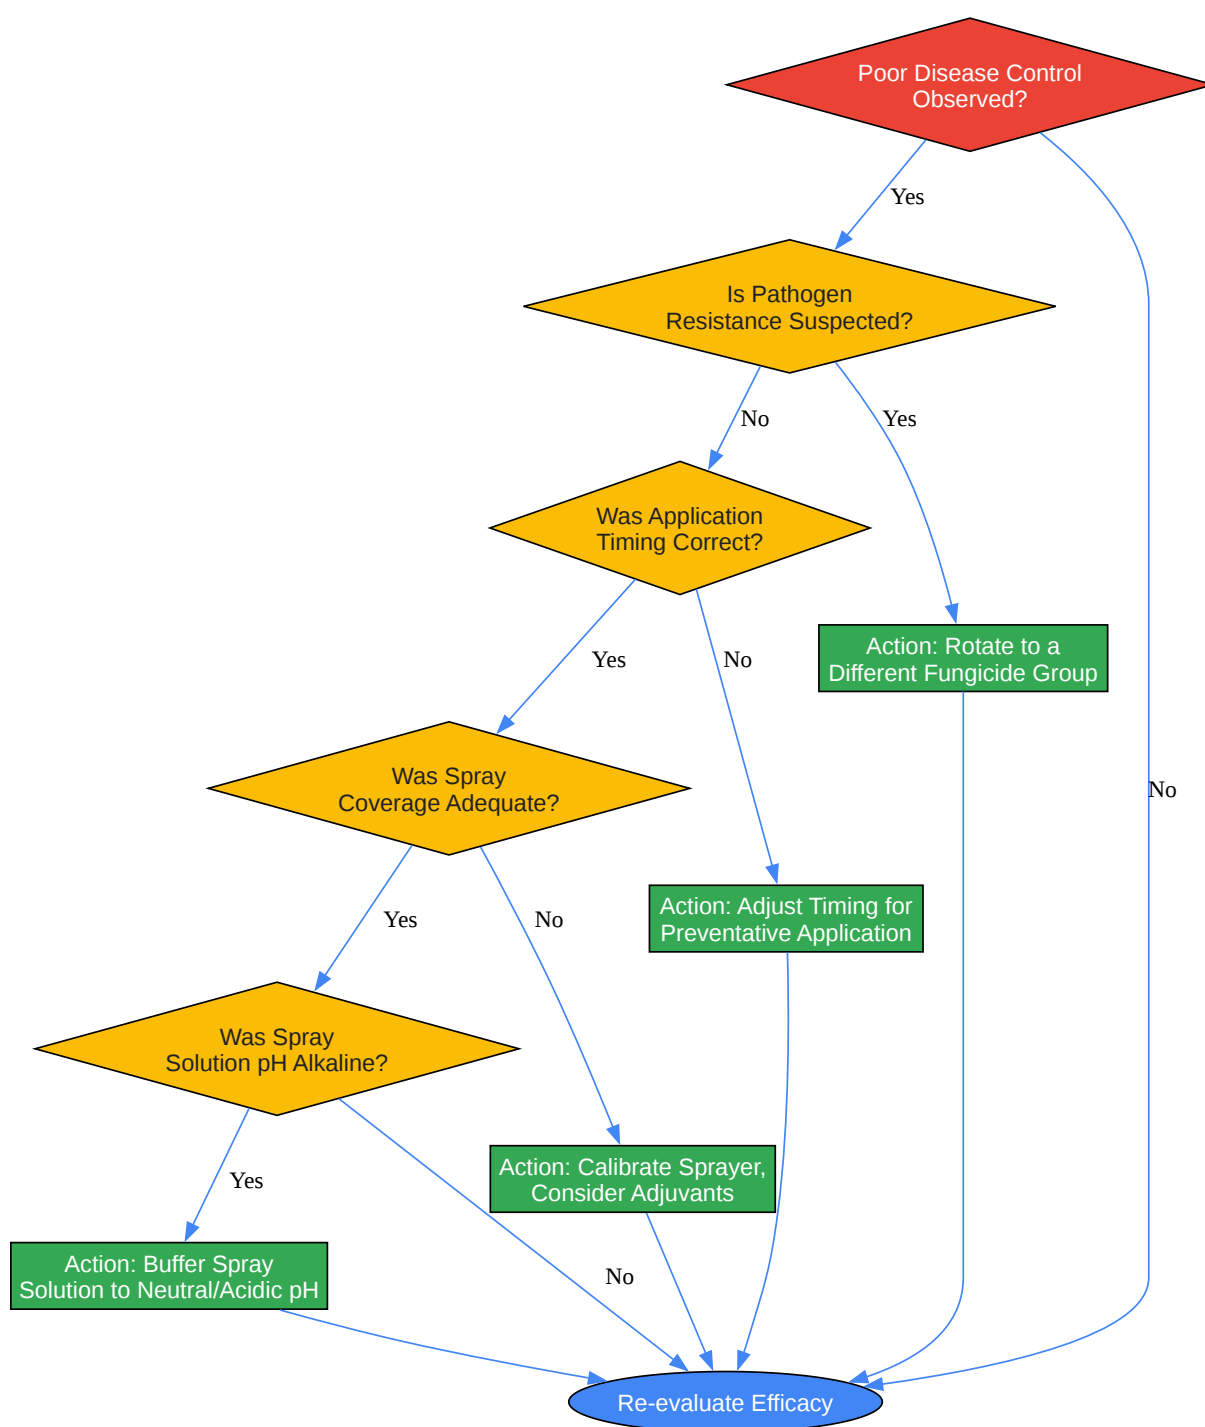 Poor Disease Control
Observed?
Yes
Is Pathogen
Resistance Suspected?
No
Yes
Was Application
Timing Correct?
Yes
No
Action: Rotate to a
Different Fungicide Group
Was Spray
Coverage Adequate?
No
Yes
No
Action: Adjust Timing for
Preventative Application
Was Spray
Solution pH Alkaline?
Yes
No
Action: Calibrate Sprayer,
Consider Adjuvants
Action: Buffer Spray
Solution to Neutral/Acidic pH
Re-evaluate Efficacy